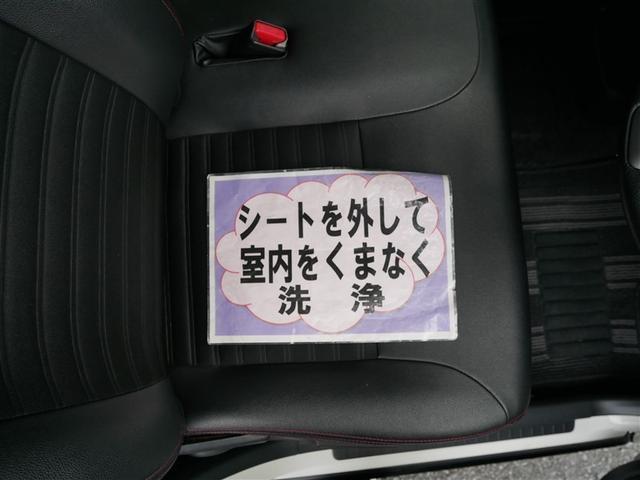 シートを外して
室内をくまなく
洗　浄